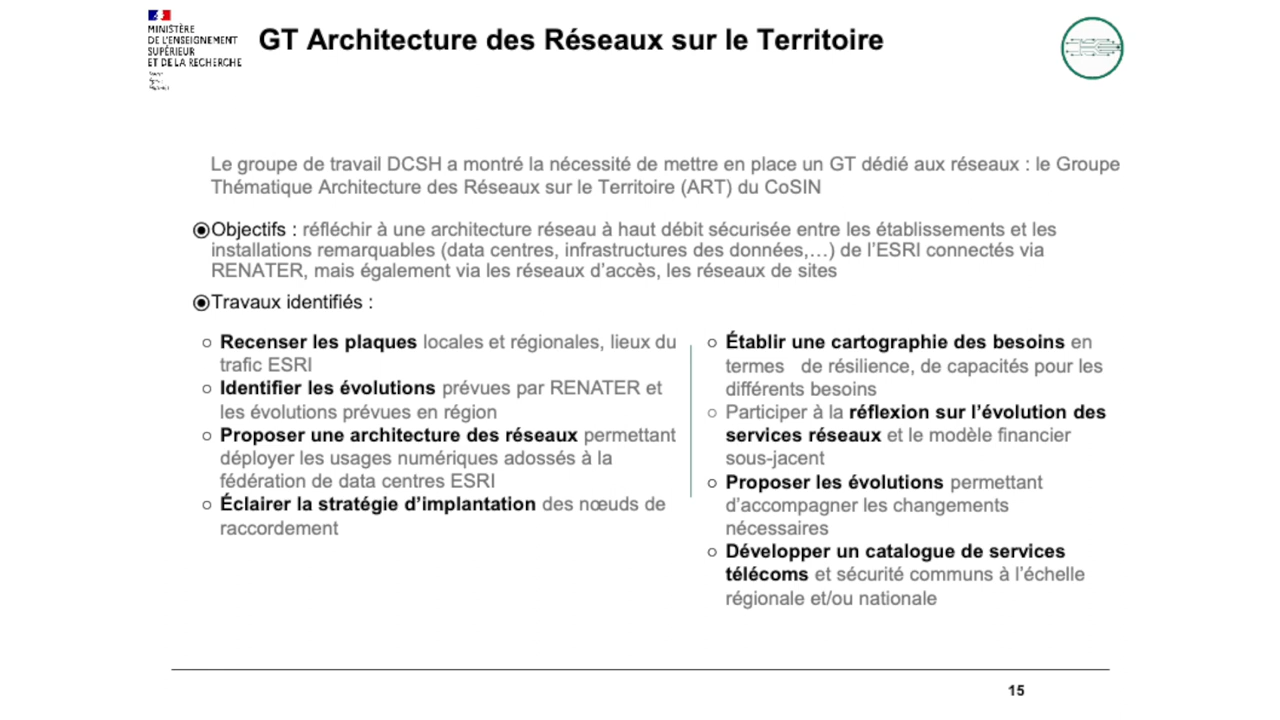 MINISTÈRE
DE L'ENSEIGNEMENT
SUPÉRIEUR
ET DE LA RECHERCHE
GT Architecture des Réseaux sur le Territoire
Le groupe de travail DCSH a montré la nécessité de mettre en place un GT dédié aux réseaux : le Groupe
Thématique Architecture des Réseaux sur le Territoire (ART) du CoSIN
Objectifs : réfléchir à une architecture réseau à haut débit sécurisée entre les établissements et les
installations remarquables (data centres, infrastructures des données,…) de l'ESRI connectés via
RENATER, mais également via les réseaux d'accès, les réseaux de sites
Travaux identifiés :
○ Recenser les plaques locales et régionales, lieux du
trafic ESRI
○ Identifier les évolutions prévues par RENATER et
les évolutions prévues en région
○ Proposer une architecture des réseaux permettant
déployer les usages numériques adossés à la
fédération de data centres ESRI
○ Éclairer la stratégie d'implantation des nœuds de
raccordement
○ Établir une cartographie des besoins en
termes de résilience, de capacités pour les
différents besoins
○ Participer à la réflexion sur l'évolution des
services réseaux et le modèle financier
sous-jacent
○ Proposer les évolutions permettant
d'accompagner les changements
nécessaires
○ Développer un catalogue de services
télécoms et sécurité communs à l'échelle
régionale et/ou nationale
15